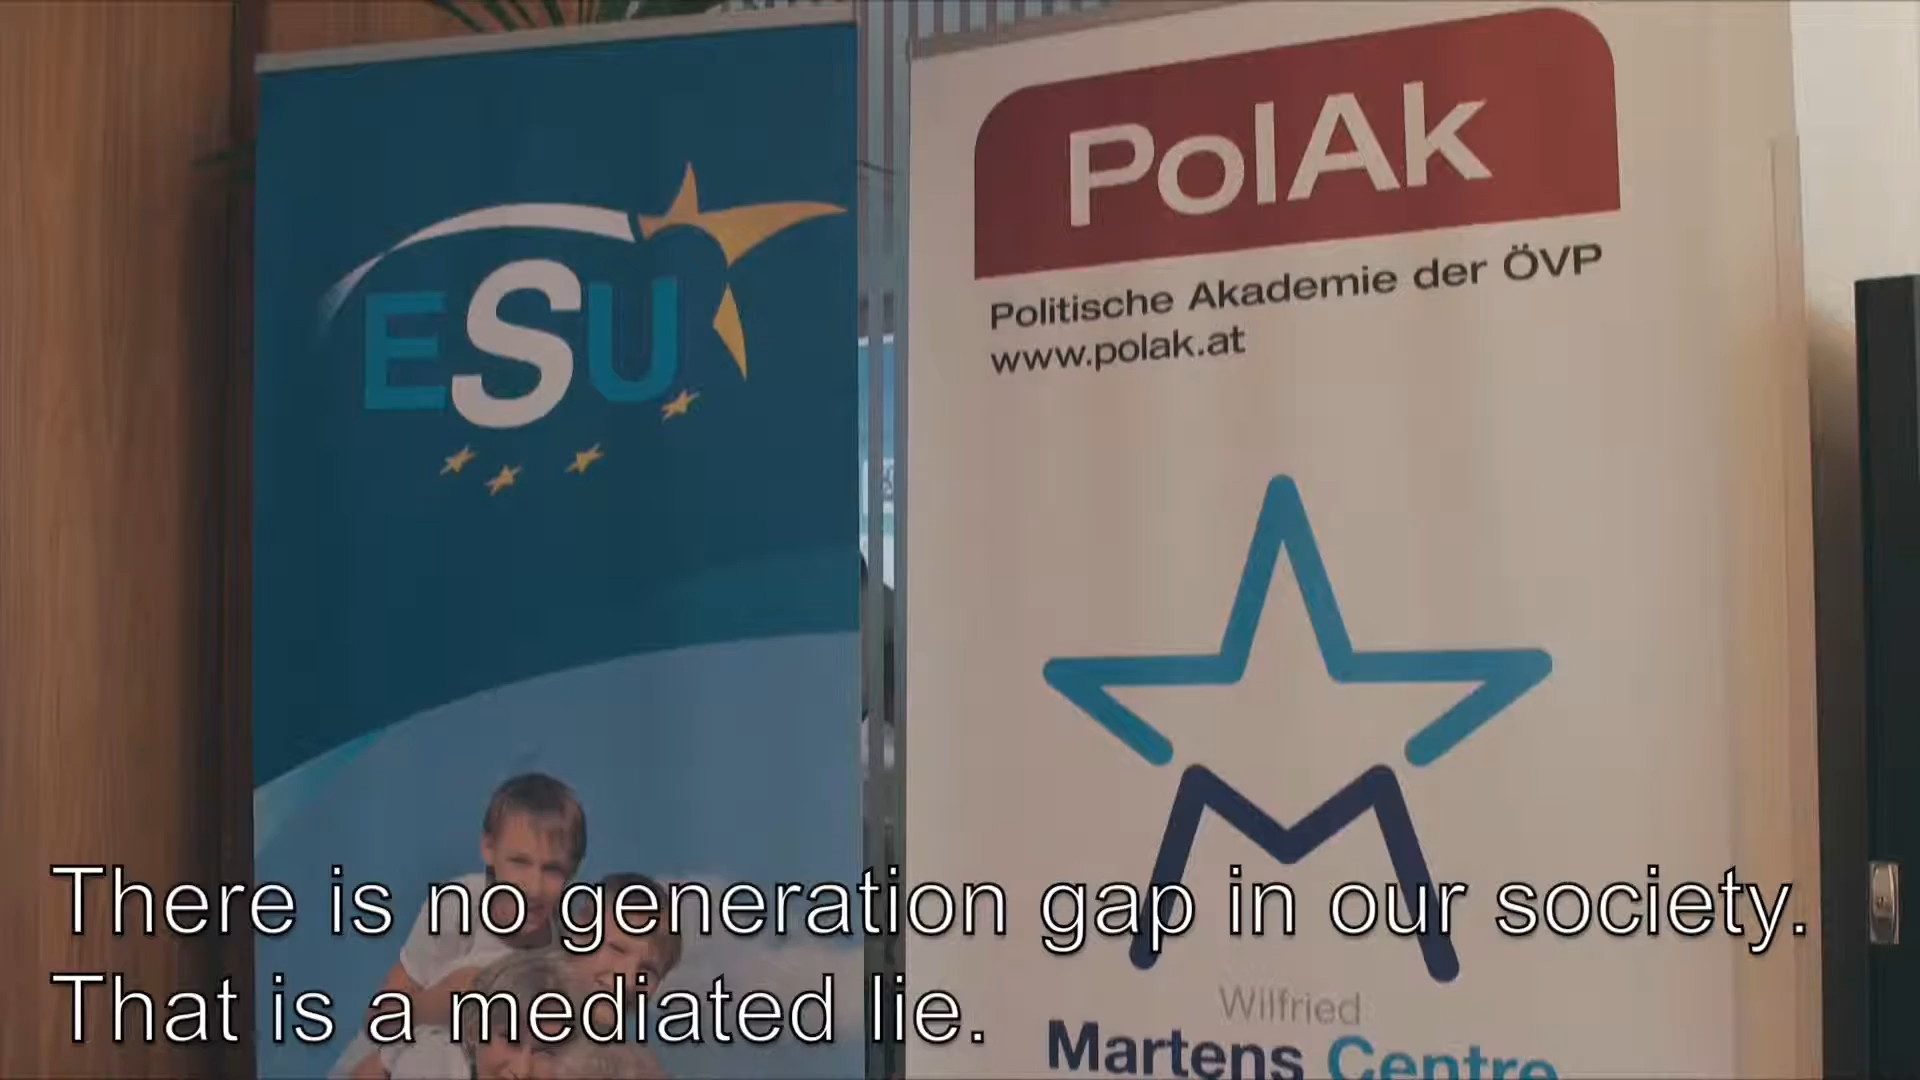 ESU
PolAk
Politische Akademie der ÖVP
www.polak.at
Wilfried
Martens Centre
There is no generation gap in our society.
That is a mediated lie.